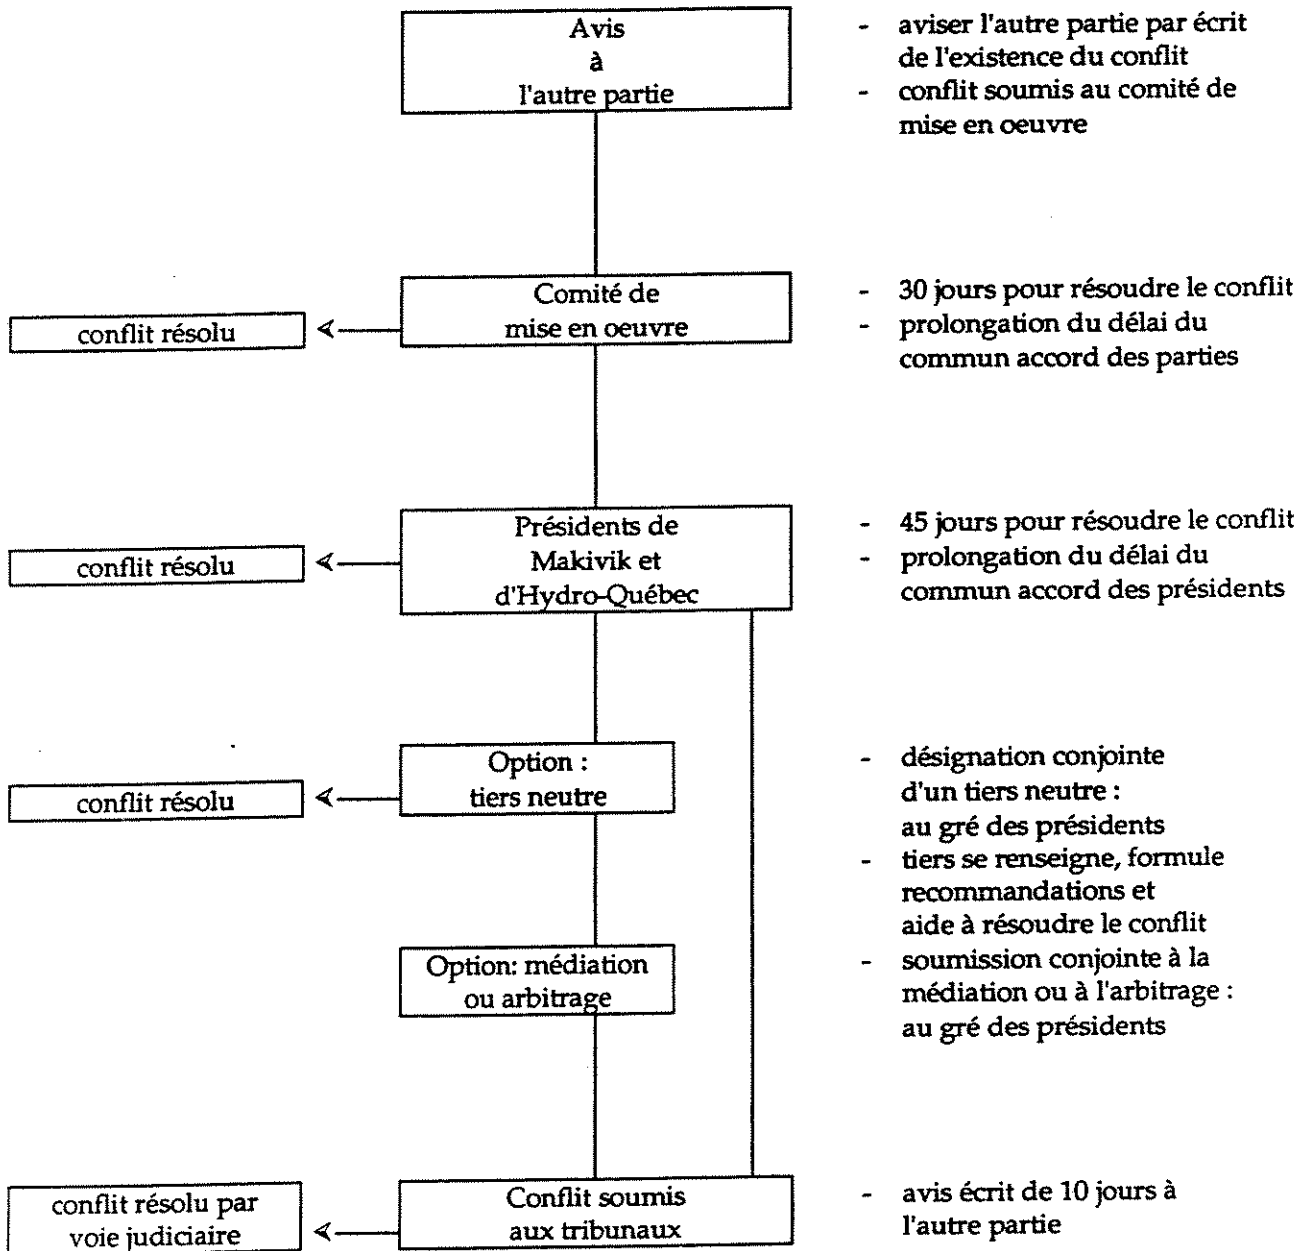 Avis
à
l'autre partie
- aviser l'autre partie par écrit
de l'existence du conflit
- conflit soumis au comité de
mise en oeuvre
Comité de
mise en oeuvre
conflit résolu
- 30 jours pour résoudre le conflit
- prolongation du délai du
commun accord des parties
Présidents de
Makivik et
d'Hydro-Québec
conflit résolu
- 45 jours pour résoudre le conflit
- prolongation du délai du
commun accord des présidents
Option :
tiers neutre
conflit résolu
- désignation conjointe
d'un tiers neutre :
au gré des présidents
- tiers se renseigne, formule
recommandations et
aide à résoudre le conflit
Option: médiation
ou arbitrage
- soumission conjointe à la
médiation ou à l'arbitrage :
au gré des présidents
Conflit soumis
aux tribunaux
conflit résolu par
voie judiciaire
- avis écrit de 10 jours à
l'autre partie